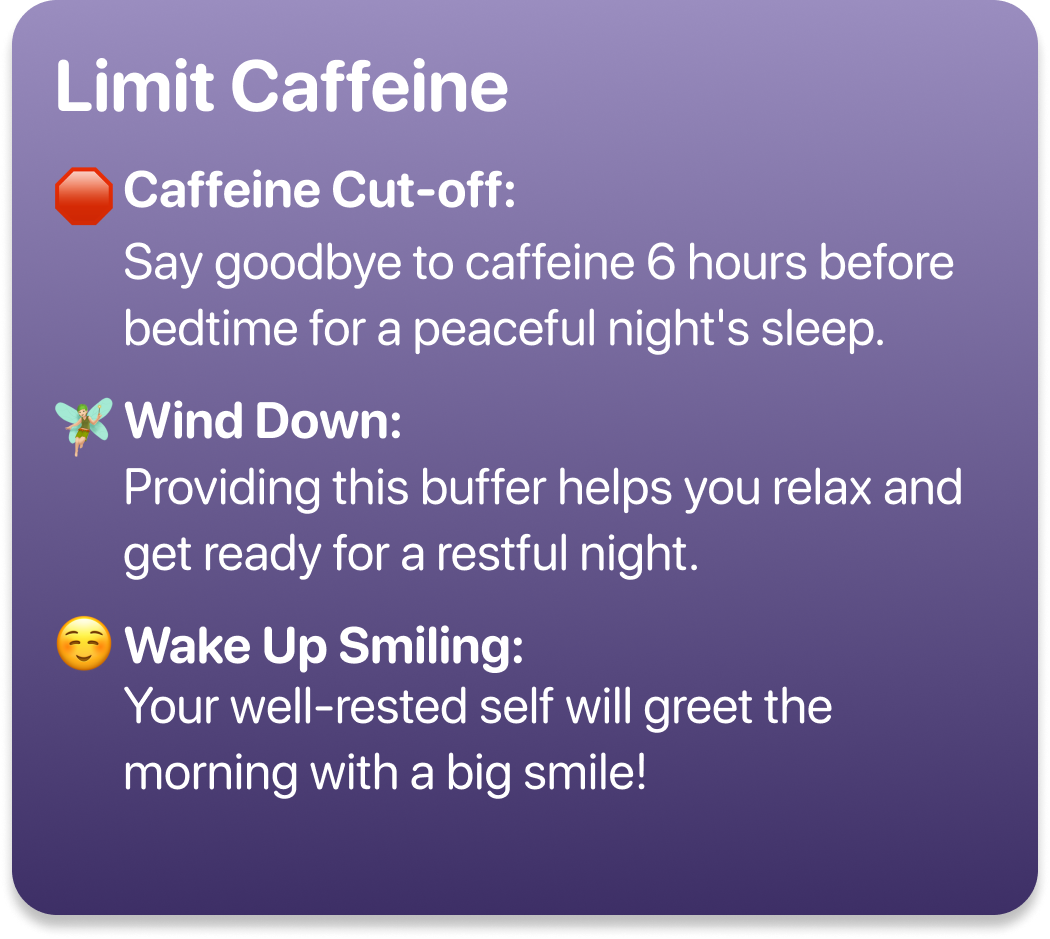 Limit Caffeine
Caffeine Cut-off:
Say goodbye to caffeine 6 hours before
bedtime for a peaceful night's sleep.
Wind Down:
Providing this buffer helps you relax and
get ready for a restful night.
Wake Up Smiling:
Your well-rested self will greet the
morning with a big smile!